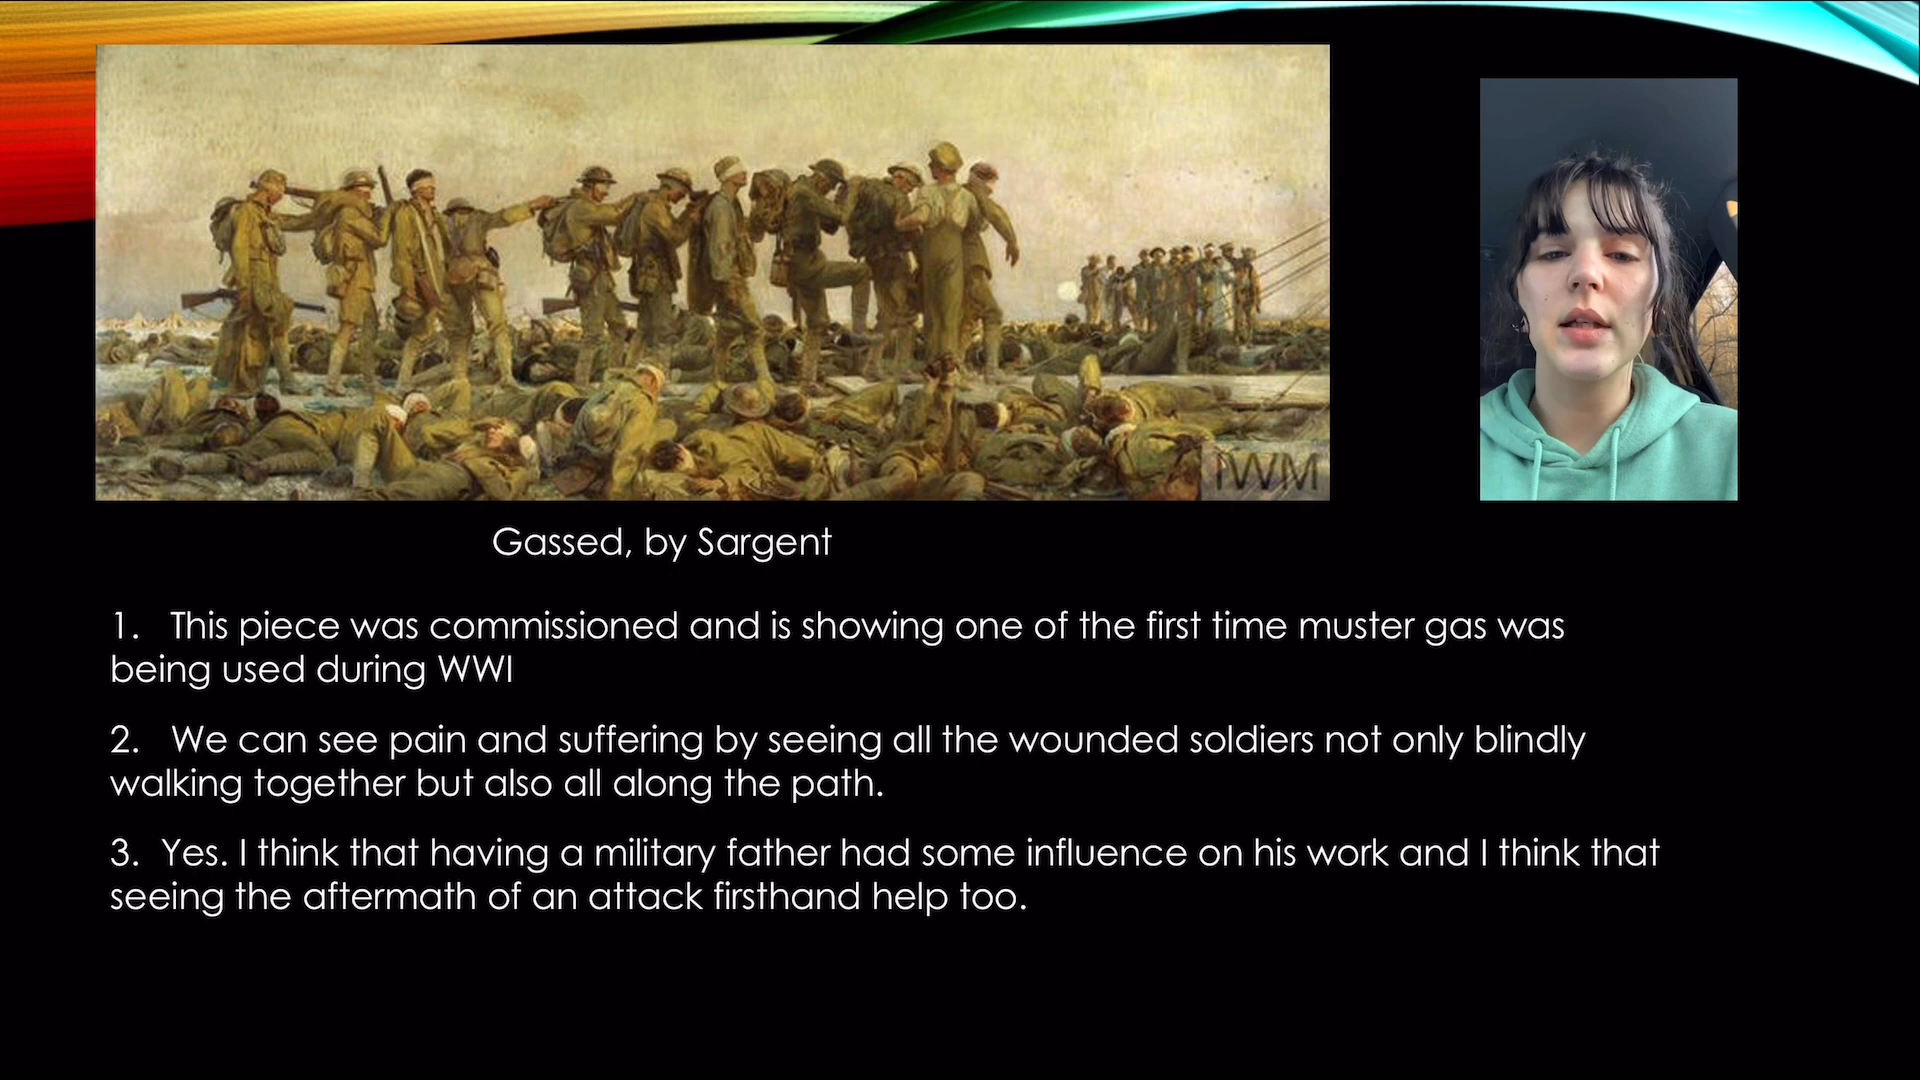 IWM
Gassed, by Sargent
1. This piece was commissioned and is showing one of the first time muster gas was
being used during WWI
2. We can see pain and suffering by seeing all the wounded soldiers not only blindly
walking together but also all along the path.
3. Yes. I think that having a military father had some influence on his work and I think that
seeing the aftermath of an attack firsthand help too.